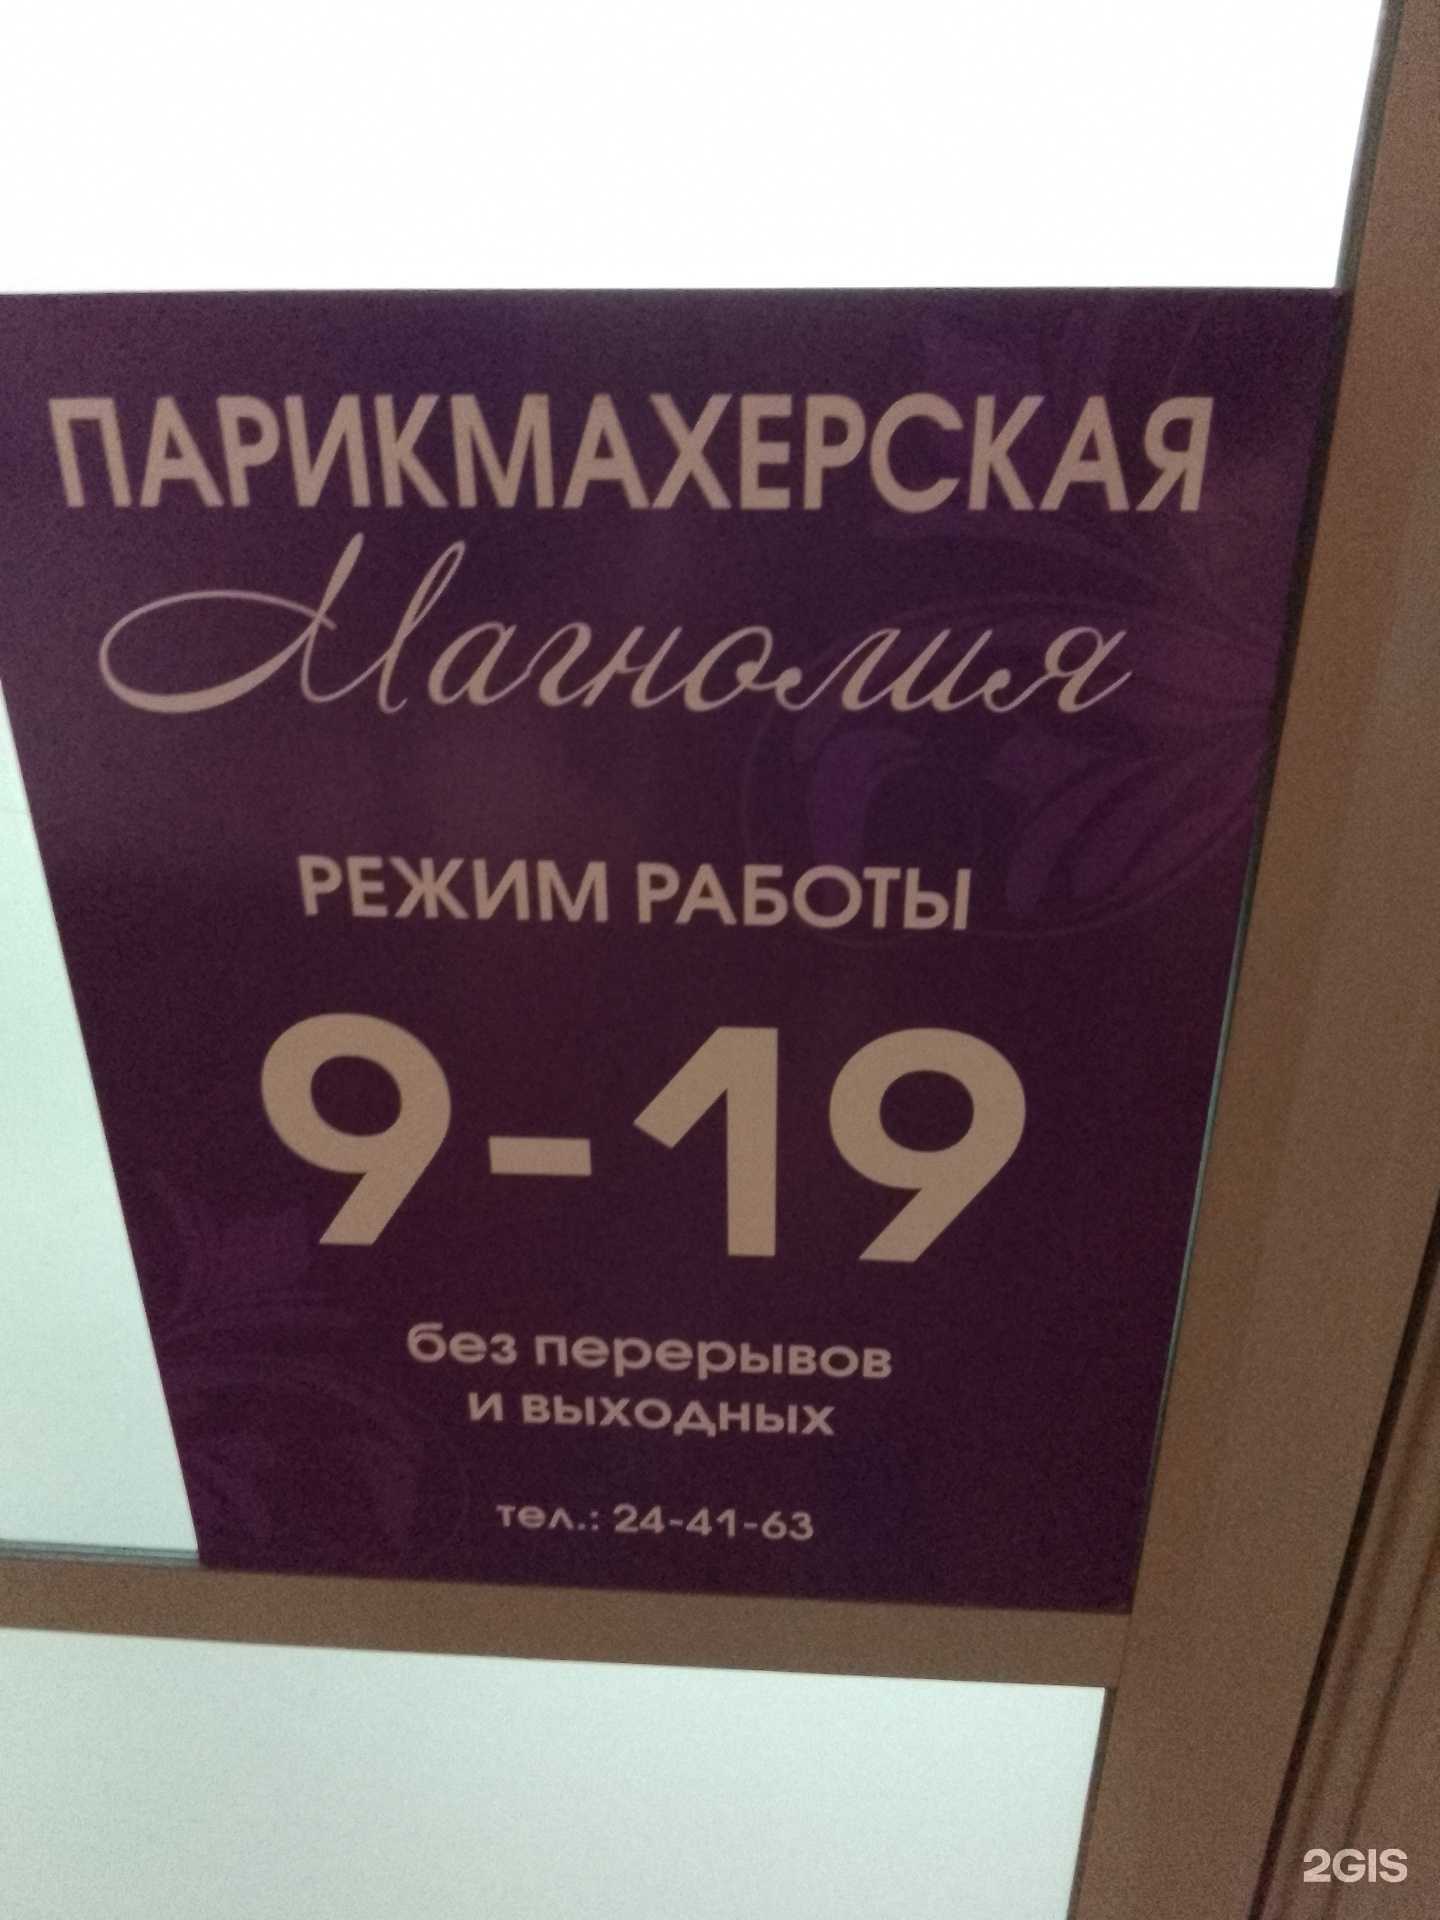 ПАРИКМАХЕРСКАЯ
Магнолия
РЕЖИМ РАБОТЫ
9-19
без перерывов
и выходных
тел.: 24-41-63
2GIS